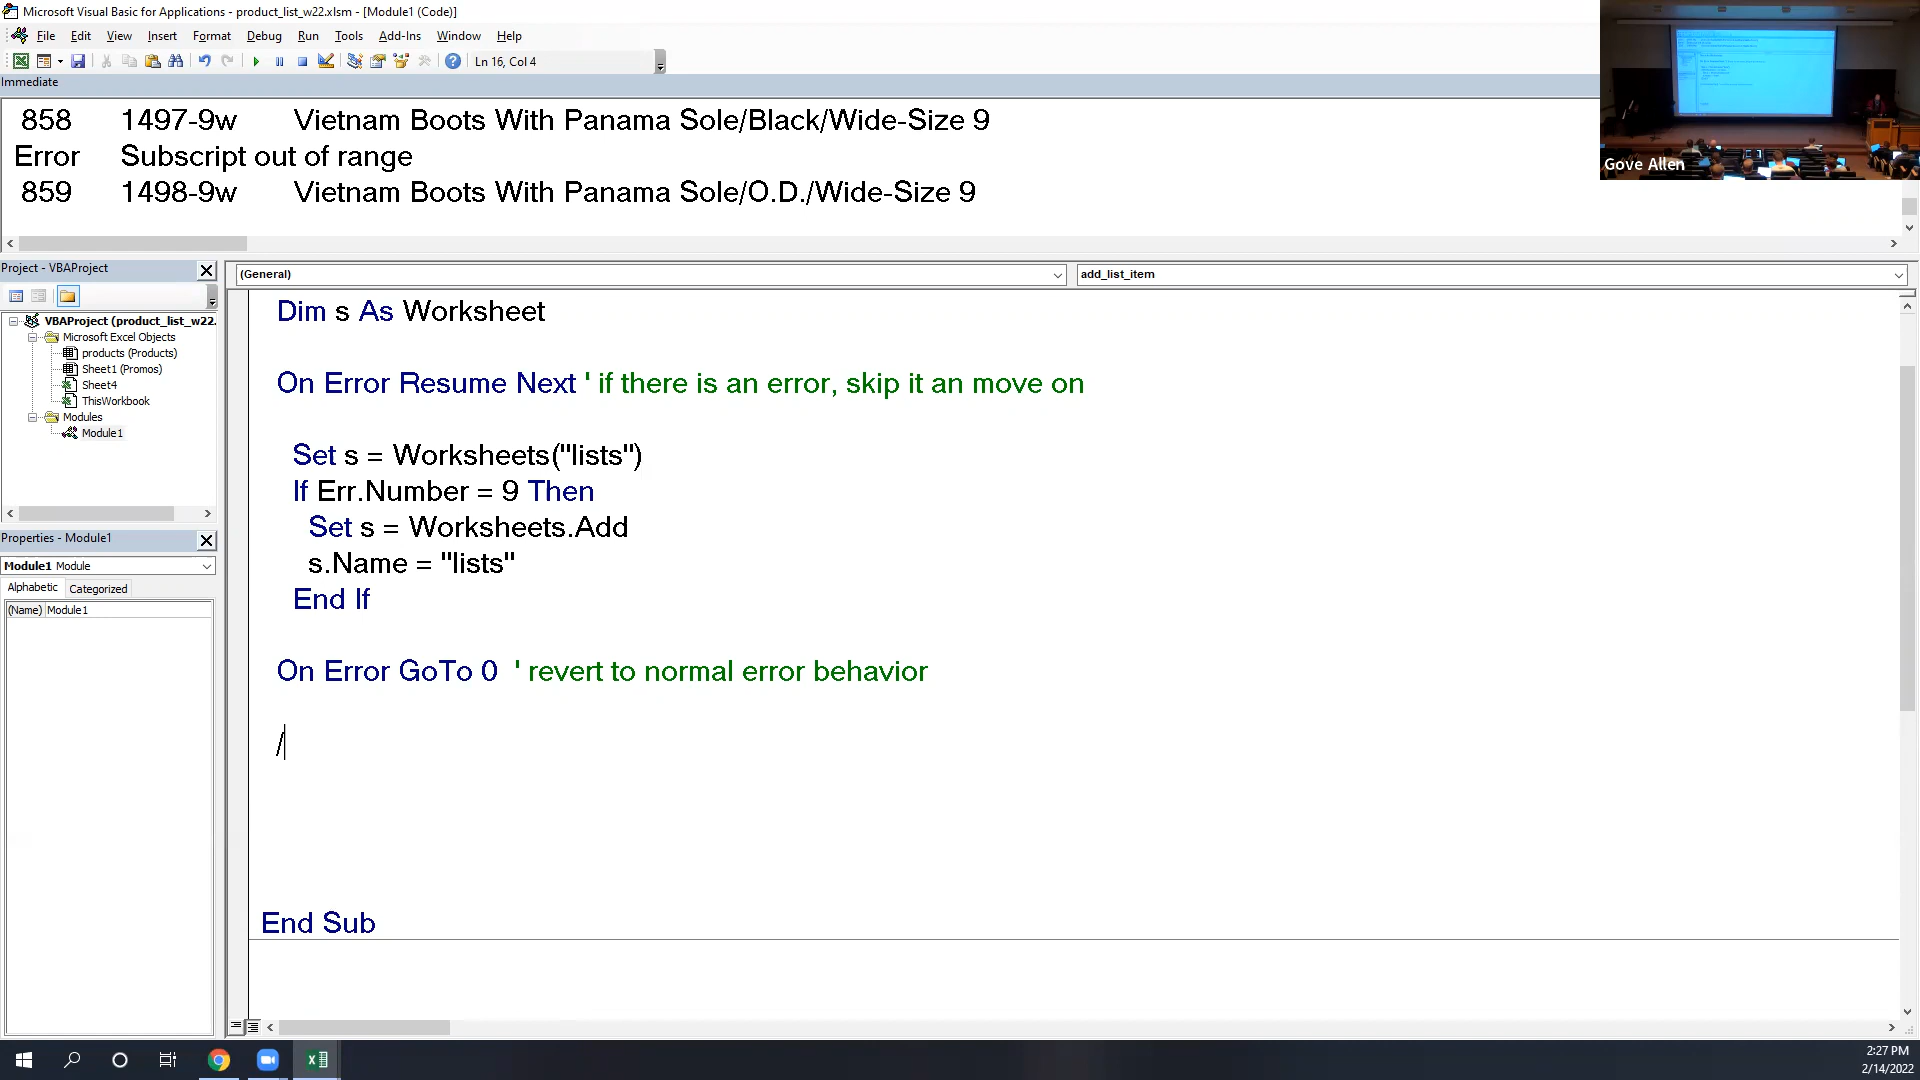 Microsoft Visual Basic for Applications - product_list_w22.xlsm - [Module1 (Code)]
File Edit View Insert Format Debug Run Tools Add-Ins Window Help
Ln 16, Col 4
Immediate
858 1497-9w Vietnam Boots With Panama Sole/Black/Wide-Size 9
Error Subscript out of range
859 1498-9w Vietnam Boots With Panama Sole/O.D./Wide-Size 9
Gove Allen
Project - VBAProject
VBAProject (product_list_w22.
Microsoft Excel Objects
products (Products)
Sheet1 (Promos)
Sheet4
ThisWorkbook
Modules
Module1
Properties - Module1
Module1 Module
Alphabetic Categorized
(Name) Module1
(General) add_list_item
Dim s As Worksheet
On Error Resume Next ' if there is an error, skip it an move on
Set s = Worksheets("lists")
If Err.Number = 9 Then
Set s = Worksheets.Add
s.Name = "lists"
End If
On Error GoTo 0 ' revert to normal error behavior
/
End Sub
2:27 PM
2/14/2022